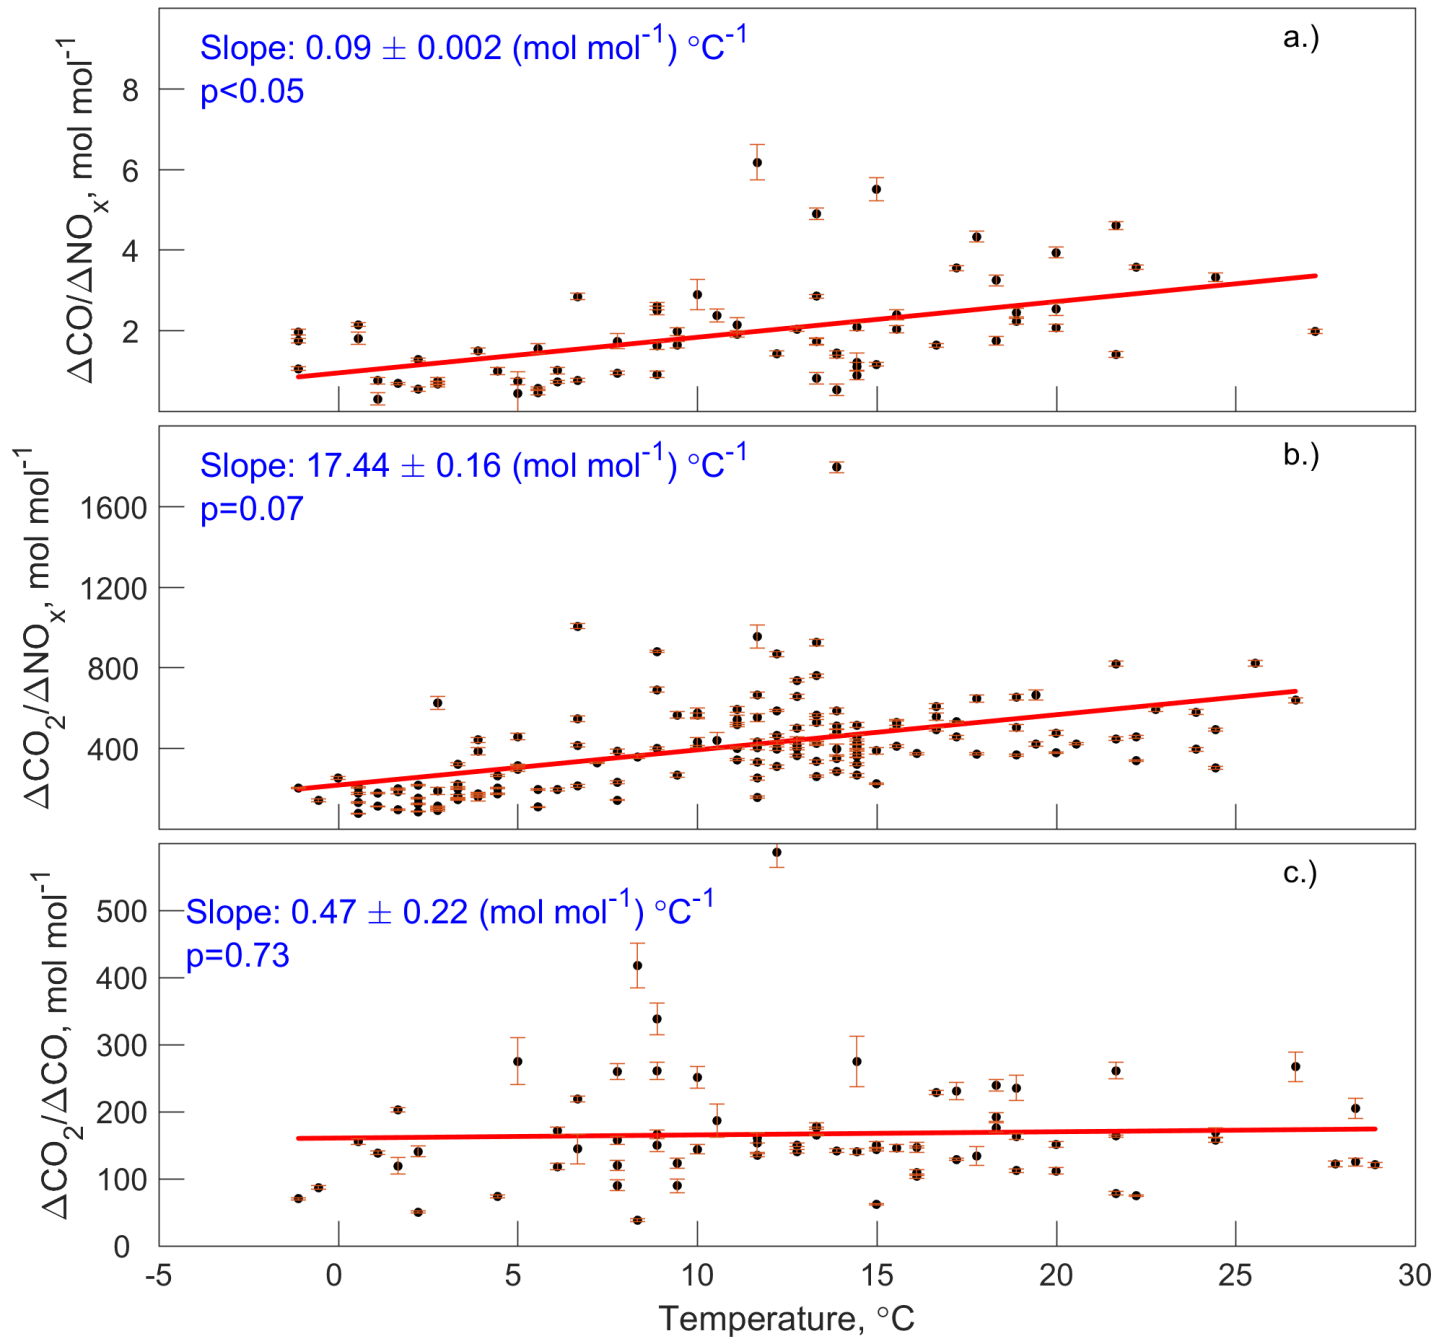 a.)
Slope: 0.09 ± 0.002 (mol mol⁻¹) °C⁻¹
p<0.05
ΔCO/ΔNOₓ, mol mol⁻¹
8
6
4
2
b.)
Slope: 17.44 ± 0.16 (mol mol⁻¹) °C⁻¹
p=0.07
ΔCO₂/ΔNOₓ, mol mol⁻¹
1600
1200
800
400
c.)
Slope: 0.47 ± 0.22 (mol mol⁻¹) °C⁻¹
p=0.73
ΔCO₂/ΔCO, mol mol⁻¹
500
400
300
200
100
0
-5 0 5 10 15 20 25 30
Temperature, °C